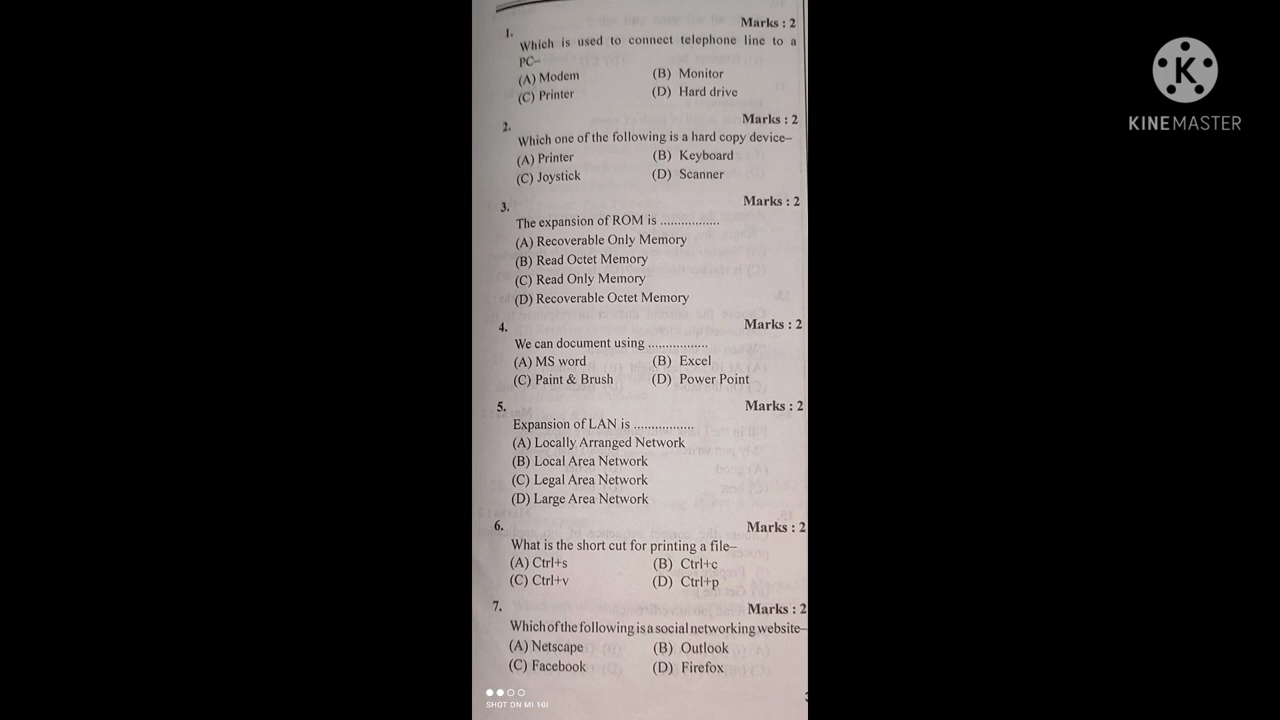 1.
Marks : 2
Which is used to connect telephone line to a
PC–
(A) Modem (B) Monitor
(C) Printer (D) Hard drive
2.
Marks : 2
Which one of the following is a hard copy device–
(A) Printer (B) Keyboard
(C) Joystick (D) Scanner
3.
Marks : 2
The expansion of ROM is .................
(A) Recoverable Only Memory
(B) Read Octet Memory
(C) Read Only Memory
(D) Recoverable Octet Memory
4.
Marks : 2
We can document using .................
(A) MS word (B) Excel
(C) Paint & Brush (D) Power Point
5.
Marks : 2
Expansion of LAN is .................
(A) Locally Arranged Network
(B) Local Area Network
(C) Legal Area Network
(D) Large Area Network
6.
Marks : 2
What is the short cut for printing a file–
(A) Ctrl+s (B) Ctrl+c
(C) Ctrl+v (D) Ctrl+p
7.
Marks : 2
Which of the following is a social networking website–
(A) Netscape (B) Outlook
(C) Facebook (D) Firefox
SHOT ON MI 10I
K
KINEMASTER